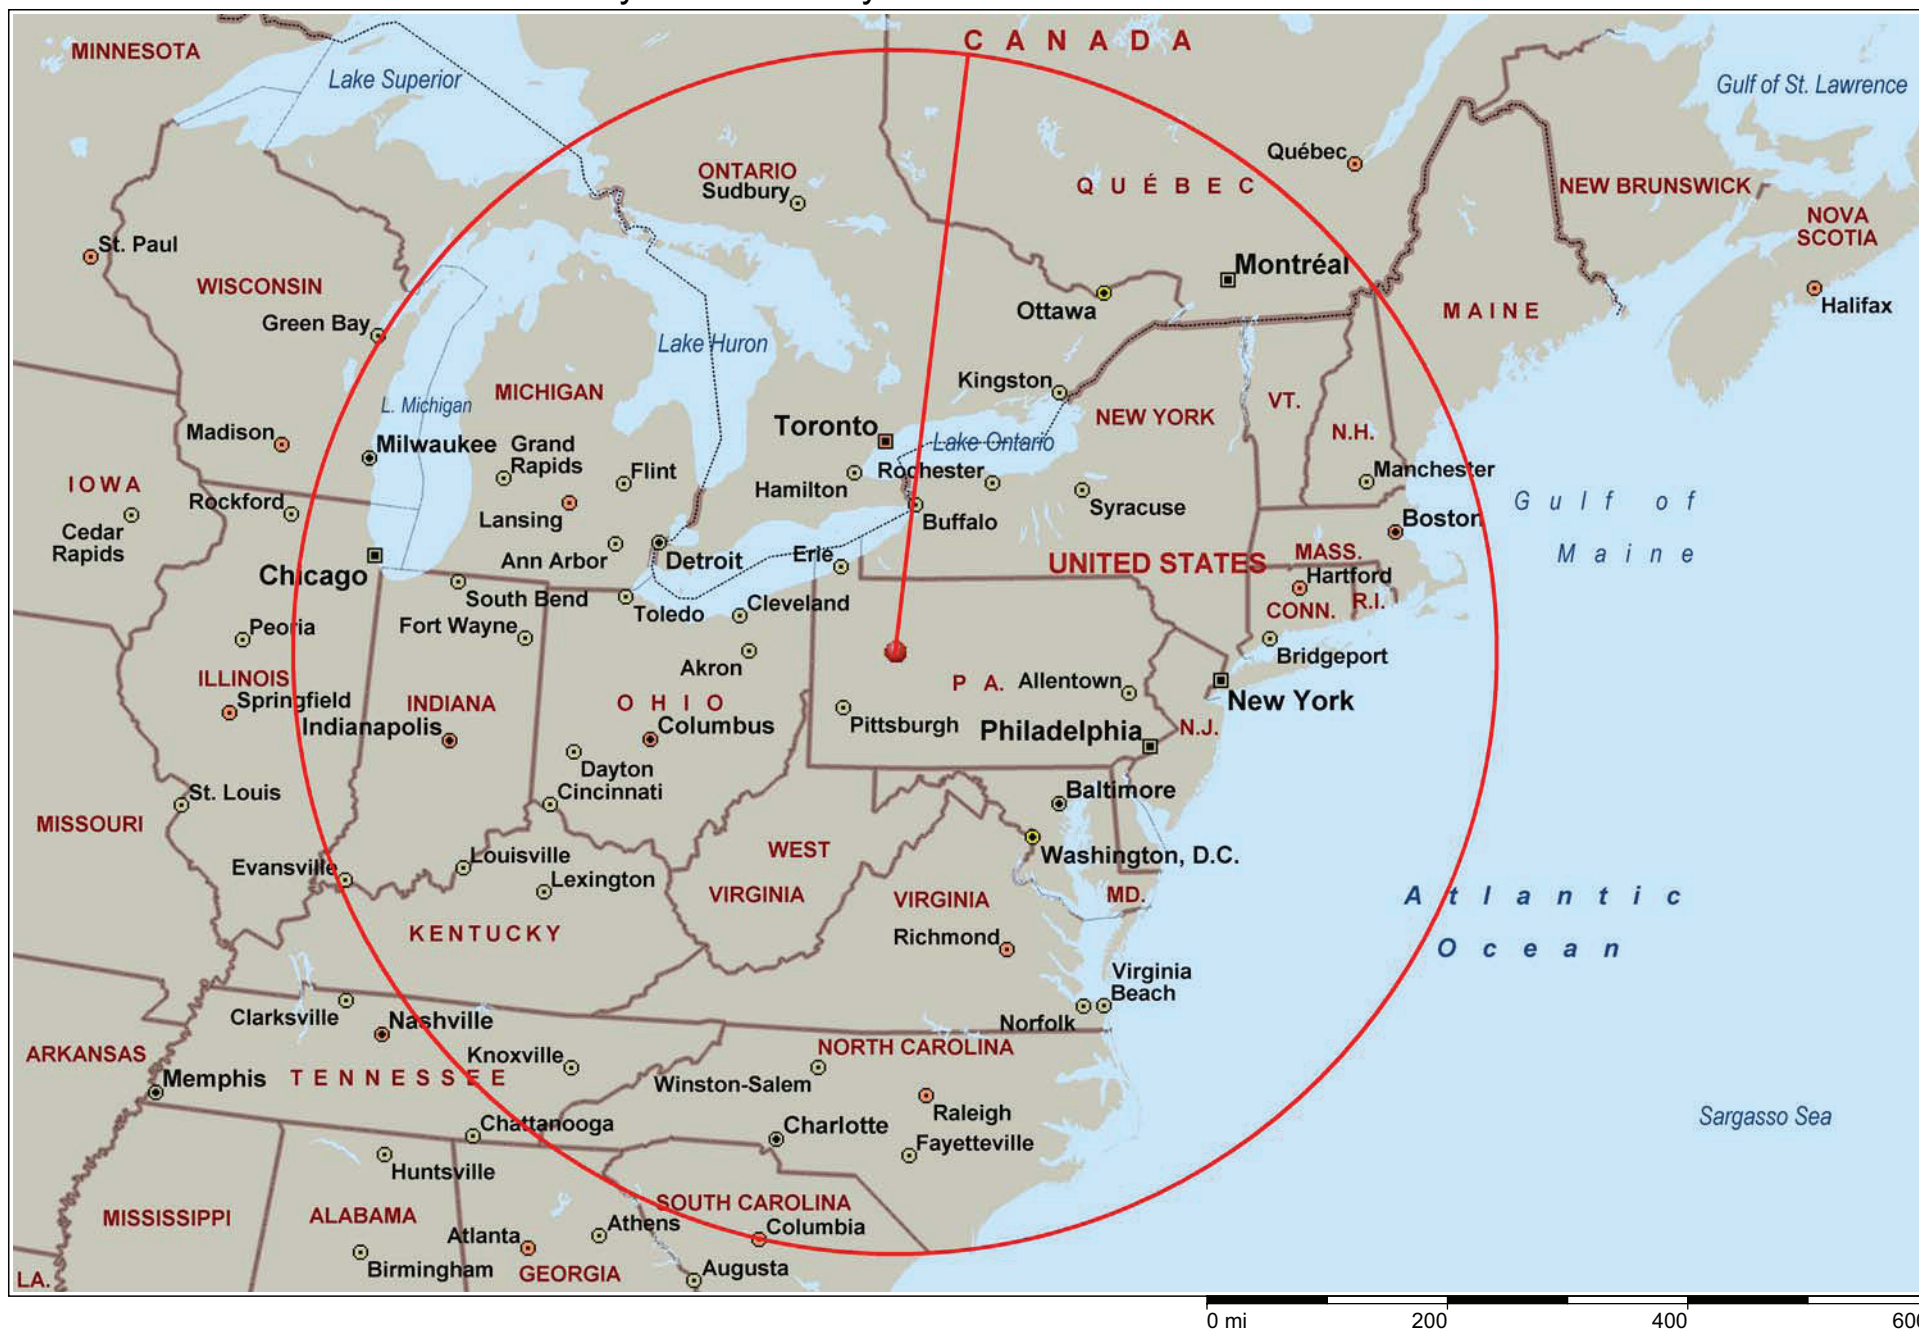 CANADA
MINNESOTA
Lake Superior
Gulf of St. Lawrence
Québec
ONTARIO
Sudbury
QUÉBEC
NEW BRUNSWICK
NOVA
SCOTIA
St. Paul
WISCONSIN
Montréal
Ottawa
MAINE
Halifax
Green Bay
Lake Huron
Kingston
MICHIGAN
L. Michigan
NEW YORK
VT.
N.H.
Madison
Milwaukee
Grand
Rapids
Toronto
Lake Ontario
Flint
Rochester
Manchester
IOWA
Rockford
Lansing
Hamilton
Syracuse
Gulf of
Maine
Cedar
Rapids
Buffalo
Boston
Ann Arbor
Detroit
Erie
UNITED STATES
MASS.
Chicago
Hartford
South Bend
Toledo
Cleveland
CONN.
R.I.
Peoria
Fort Wayne
Akron
Bridgeport
ILLINOIS
Springfield
INDIANA
OHIO
P A.
Allentown
New York
Indianapolis
Columbus
Pittsburgh
Philadelphia
N.J.
Dayton
Cincinnati
St. Louis
Baltimore
MISSOURI
WEST
VIRGINIA
Washington, D.C.
Evansville
Louisville
Lexington
VIRGINIA
MD.
Atlantic
Ocean
KENTUCKY
Richmond
Virginia
Beach
Clarksville
Nashville
Norfolk
ARKANSAS
Knoxville
NORTH CAROLINA
Memphis
TENNESSEE
Winston-Salem
Raleigh
Chattanooga
Charlotte
Fayetteville
Sargasso Sea
Huntsville
MISSISSIPPI
ALABAMA
SOUTH CAROLINA
Atlanta
Athens
Columbia
LA.
Birmingham
GEORGIA
Augusta
0 mi 200 400 600